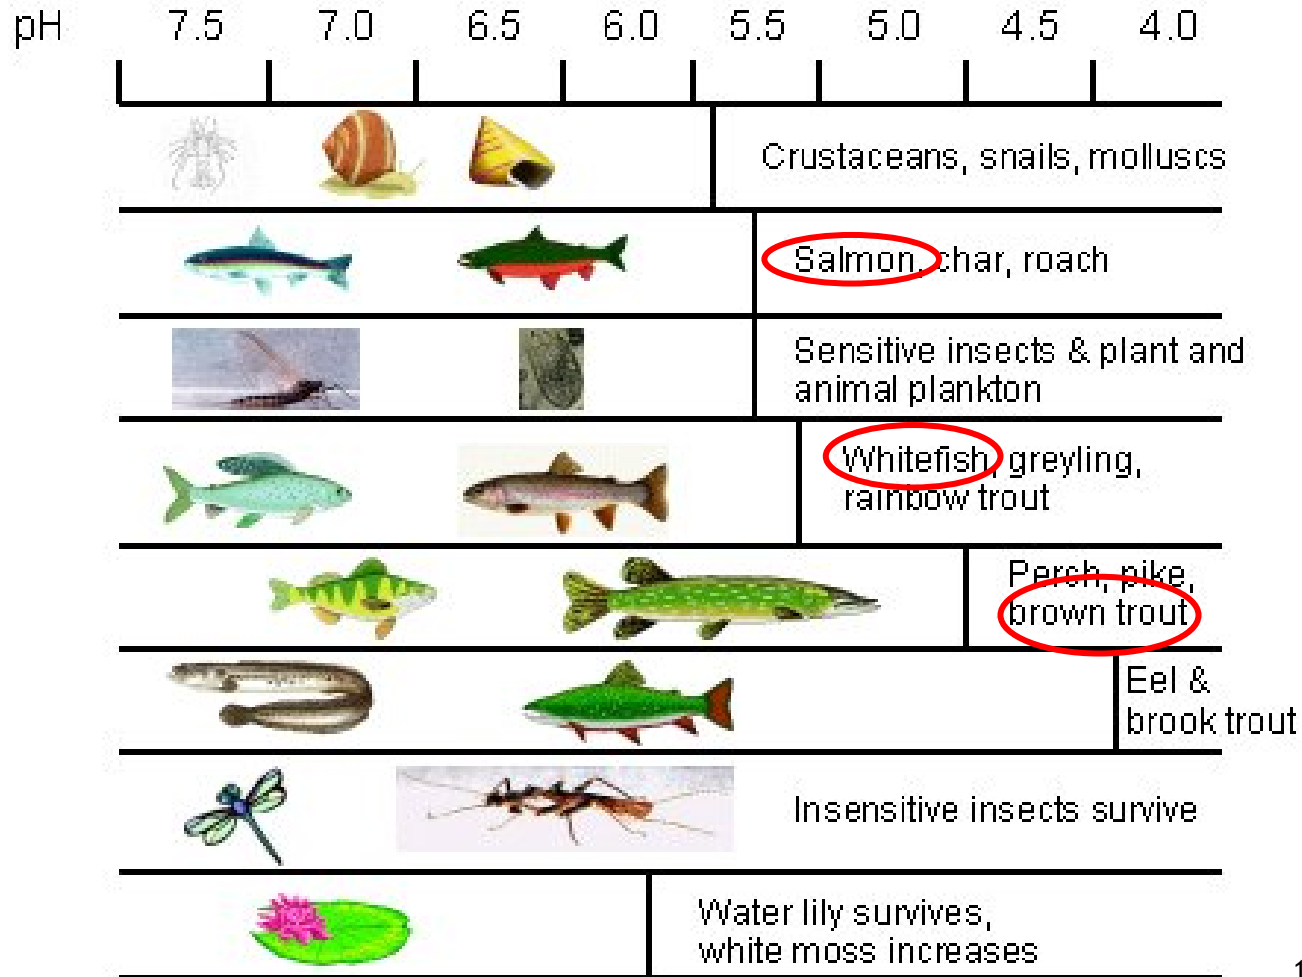 pH 7.5 7.0 6.5 6.0 5.5 5.0 4.5 4.0
Crustaceans, snails, molluscs
Salmon, char, roach
Sensitive insects & plant and
animal plankton
Whitefish, greyling,
rainbow trout
Perch, pike,
brown trout
Eel &
brook trout
Insensitive insects survive
Water lily survives,
white moss increases
1